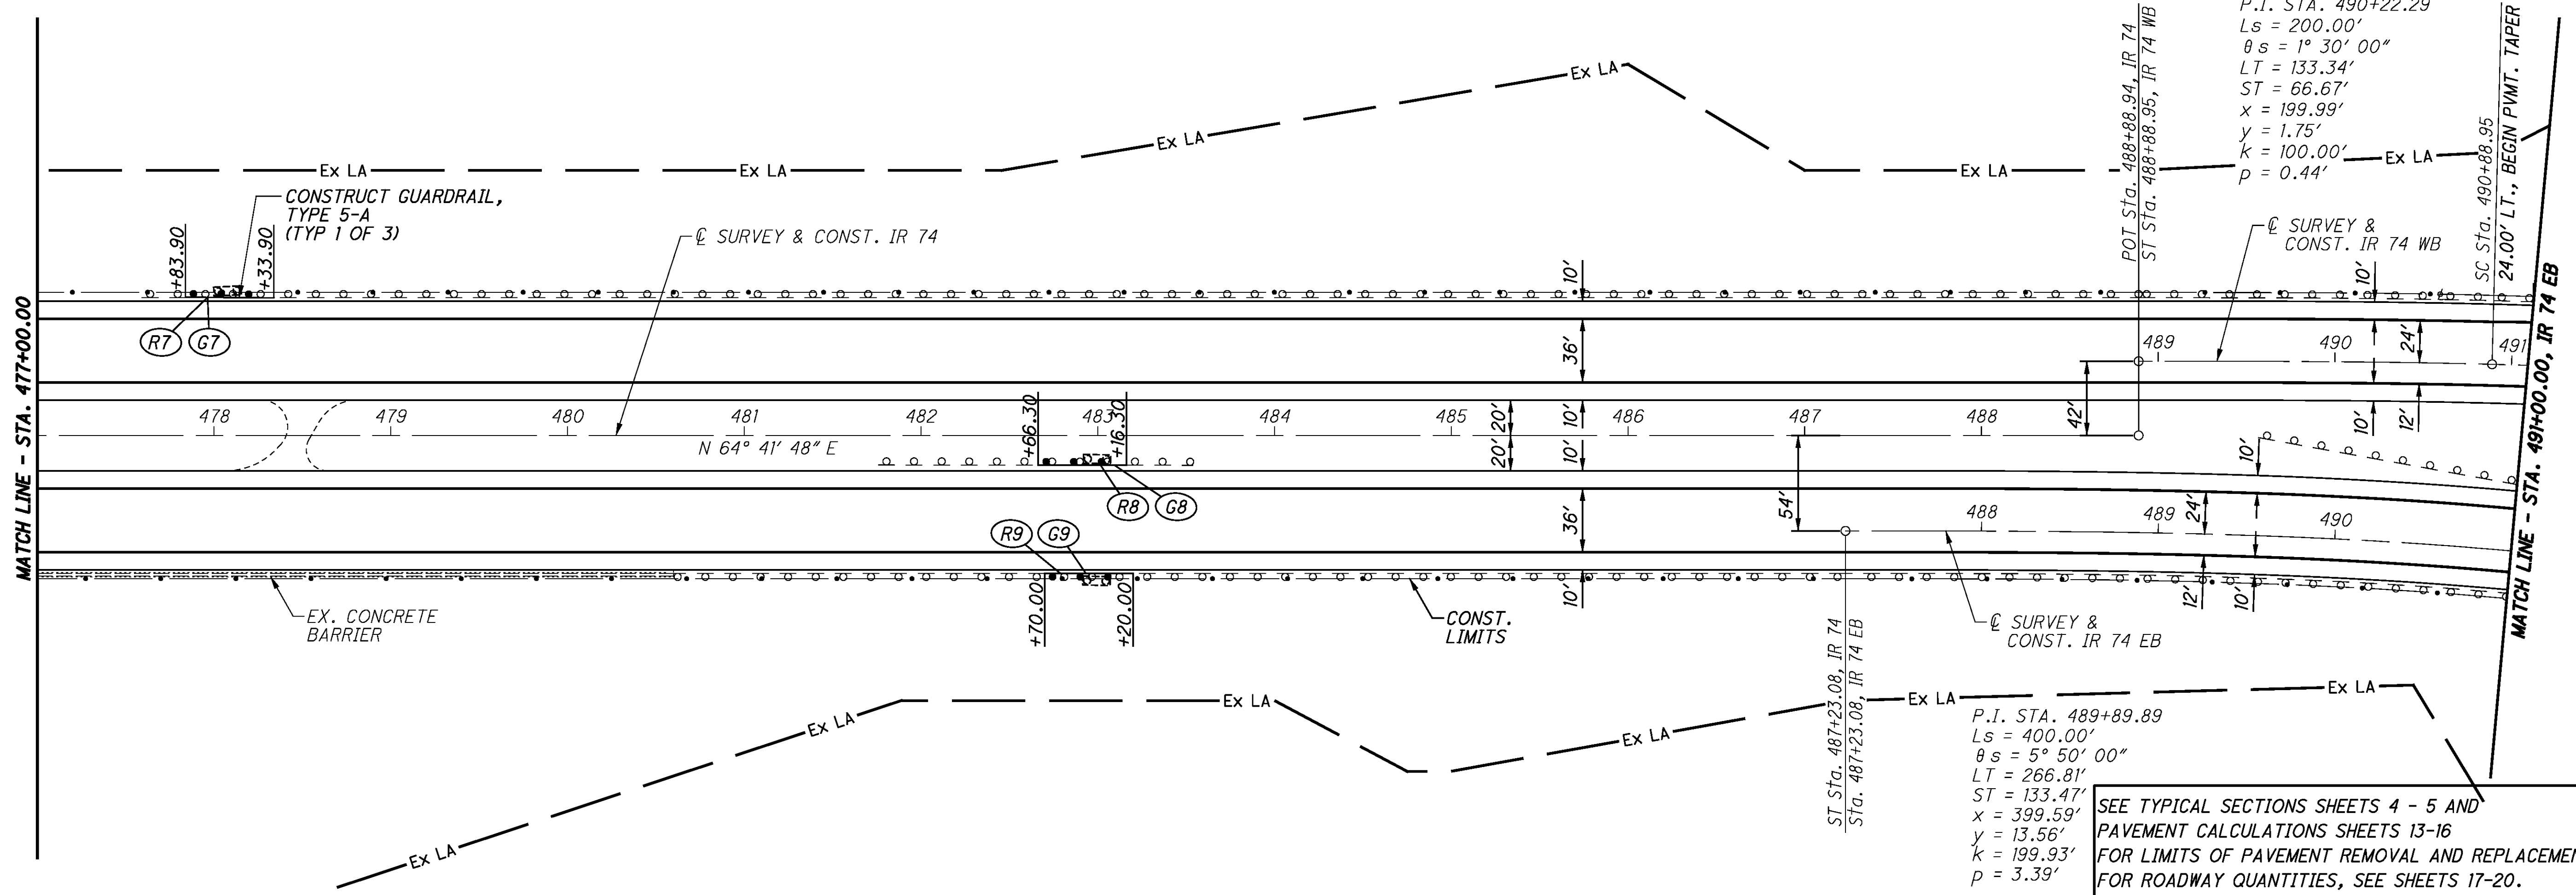 P.I. STA. 490+22.29
Ls = 200.00'
θs = 1° 30' 00"
LT = 133.34'
ST = 66.67'
x = 199.99'
y = 1.75'
k = 100.00'
p = 0.44'
POT Sta. 488+88.94, IR 74
ST Sta. 488+88.95, IR 74 WB
SC Sta. 490+88.95
24.00' LT., BEGIN PVMT. TAPER
Ex LA
Ex LA
Ex LA
Ex LA
Ex LA
Ex LA
CONSTRUCT GUARDRAIL,
TYPE 5-A
(TYP 1 OF 3)
+83.90
+33.90
℄ SURVEY & CONST. IR 74
℄ SURVEY &
CONST. IR 74 WB
R7
G7
10'
36'
10'
24'
489
490
491
42'
10'
12'
MATCH LINE - STA. 477+00.00
MATCH LINE - STA. 491+00.00, IR 74 EB
478
479
480
481
482
483
484
485
486
487
488
N 64° 41' 48" E
+66.30
+16.30
20'
20'
10'
10'
R8
G8
R9
G9
54'
36'
10'
24'
488
489
490
12'
10'
10'
EX. CONCRETE
BARRIER
+70.00
+20.00
CONST.
LIMITS
℄ SURVEY &
CONST. IR 74 EB
ST Sta. 487+23.08, IR 74
Sta. 487+23.08, IR 74 EB
Ex LA
Ex LA
Ex LA
Ex LA
Ex LA
Ex LA
P.I. STA. 489+89.89
Ls = 400.00'
θs = 5° 50' 00"
LT = 266.81'
ST = 133.47'
x = 399.59'
y = 13.56'
k = 199.93'
p = 3.39'
SEE TYPICAL SECTIONS SHEETS 4 - 5 AND
PAVEMENT CALCULATIONS SHEETS 13-16
FOR LIMITS OF PAVEMENT REMOVAL AND REPLACEMEN
FOR ROADWAY QUANTITIES, SEE SHEETS 17-20.